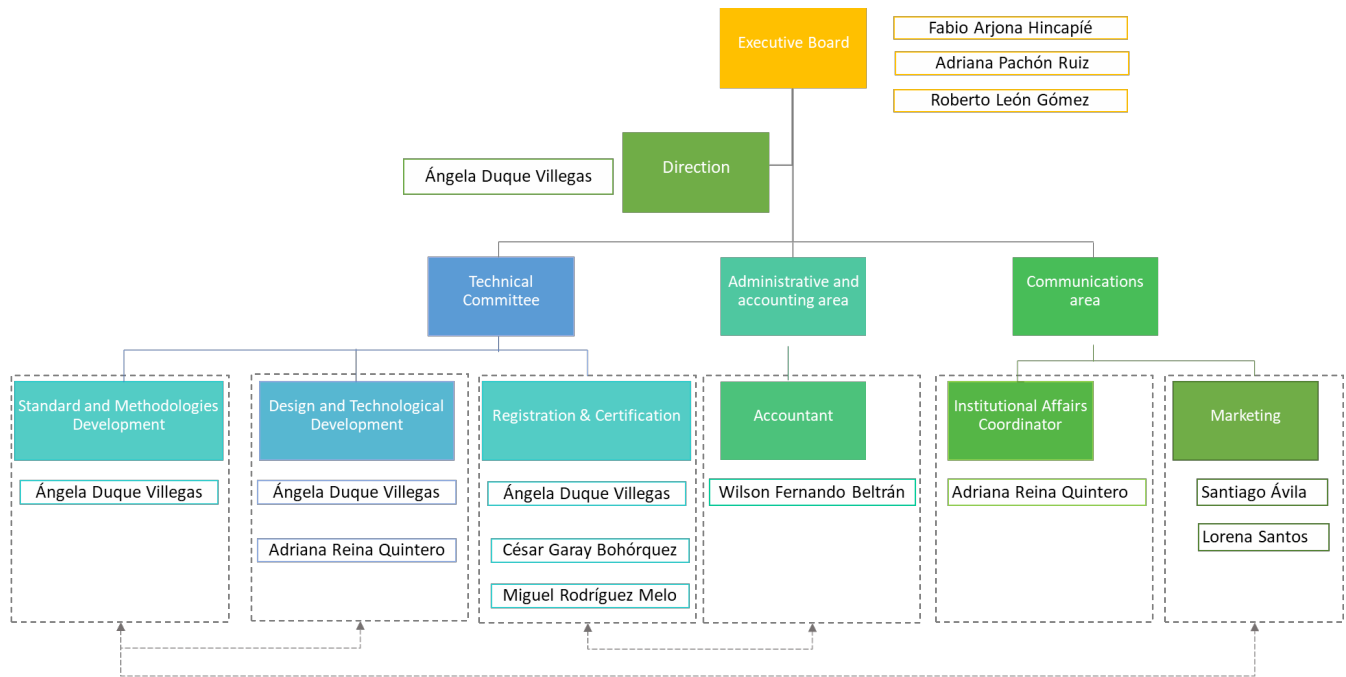 Executive Board
Fabio Arjona Hincapíé
Adriana Pachón Ruiz
Roberto León Gómez
Direction
Ángela Duque Villegas
Technical
Committee
Administrative and
accounting area
Communications
area
Standard and Methodologies
Development
Design and Technological
Development
Registration & Certification
Accountant
Institutional Affairs
Coordinator
Marketing
Ángela Duque Villegas
Ángela Duque Villegas
Adriana Reina Quintero
Ángela Duque Villegas
César Garay Bohórquez
Miguel Rodríguez Melo
Wilson Fernando Beltrán
Adriana Reina Quintero
Santiago Ávila
Lorena Santos